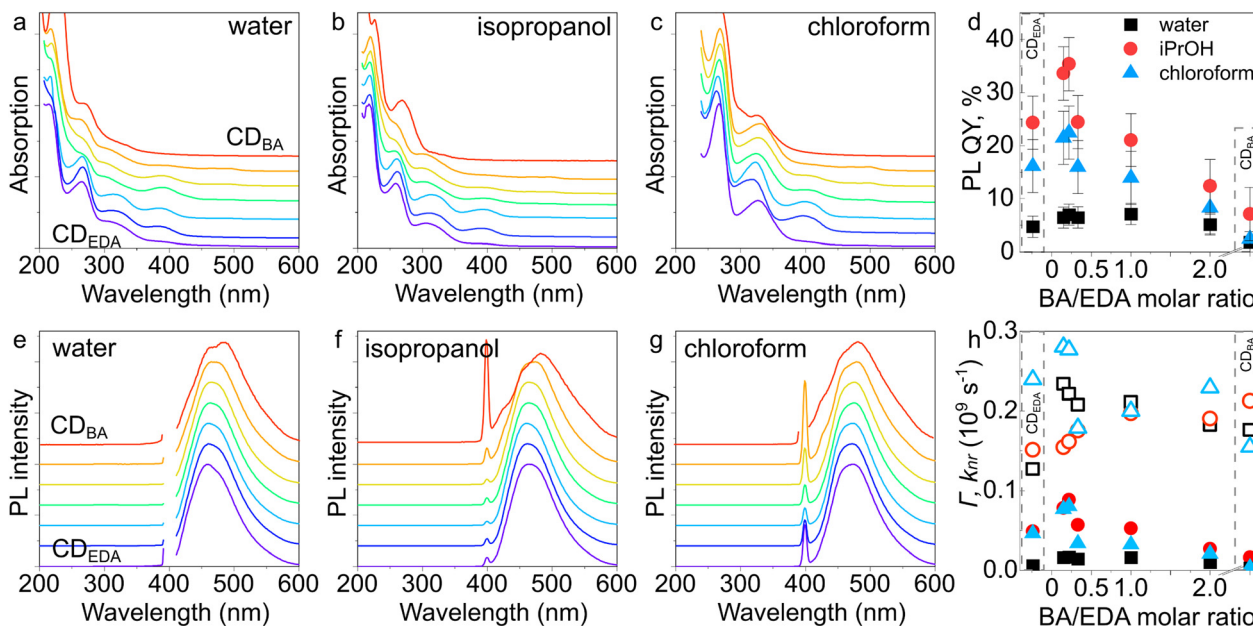 a
water
Absorption
CD_BA
CD_EDA
200 300 400 500 600
Wavelength (nm)
b
isopropanol
Absorption
200 300 400 500 600
Wavelength (nm)
c
chloroform
Absorption
200 300 400 500 600
Wavelength (nm)
d
CD_EDA
water
iPrOH
chloroform
CD_BA
PL QY, %
40
30
20
10
0
0 0.5 1.0 2.0
BA/EDA molar ratio
e
water
PL intensity
CD_BA
CD_EDA
200 300 400 500 600
Wavelength (nm)
f
isopropanol
PL intensity
200 300 400 500 600
Wavelength (nm)
g
chloroform
PL intensity
200 300 400 500 600
Wavelength (nm)
h
CD_EDA
CD_BA
Γ, k_nr (10⁹ s⁻¹)
0.3
0.2
0.1
0.0
0 0.5 1.0 2.0
BA/EDA molar ratio